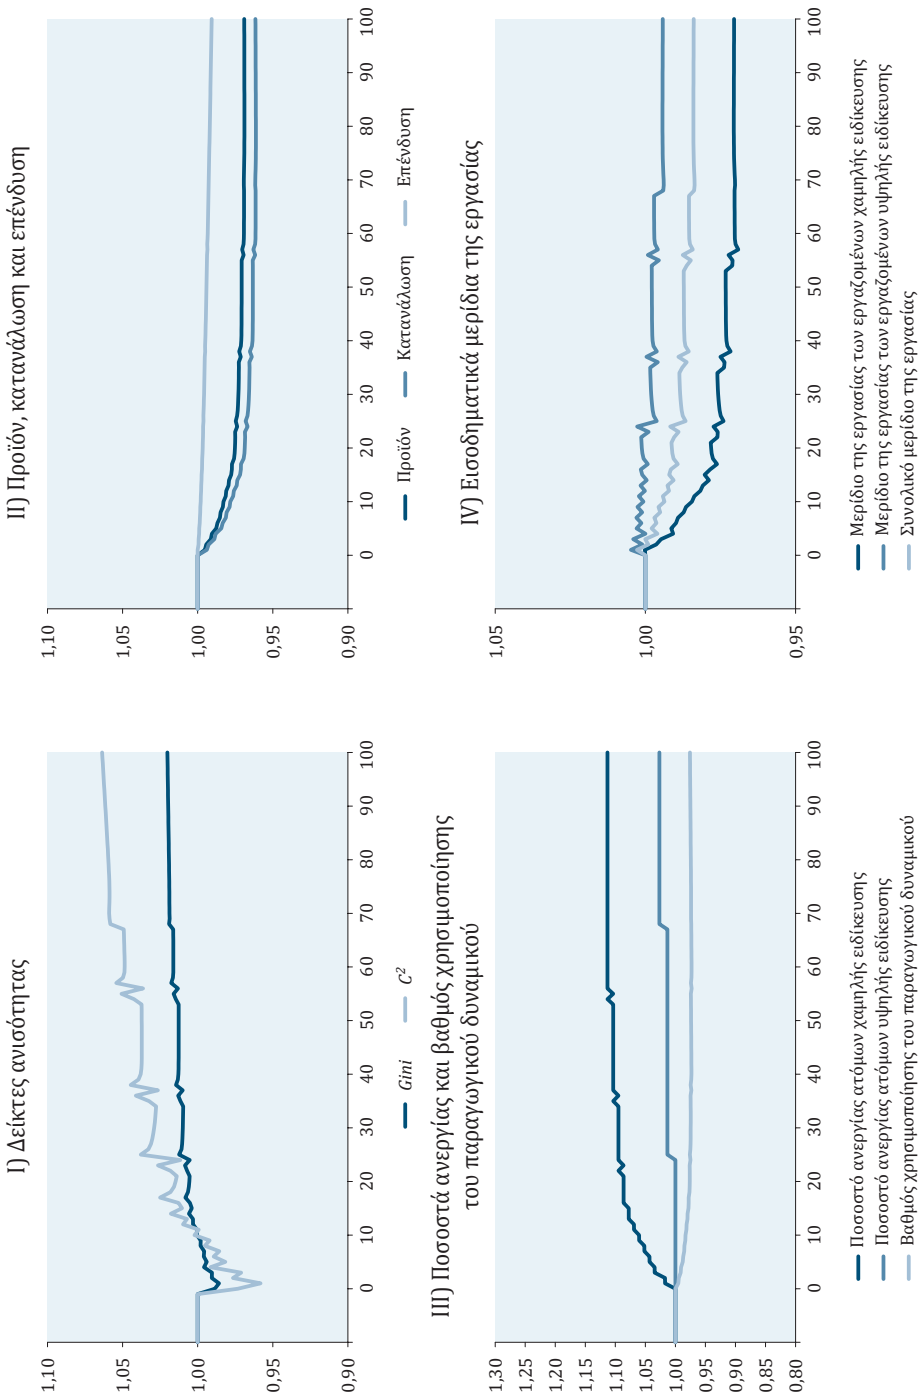 Ι) Δείκτες ανισότητας
1,10
1,05
1,00
0,95
0,90
0 10 20 30 40 50 60 70 80 90 100
Gini C²
ΙΙ) Προϊόν, κατανάλωση και επένδυση
1,10
1,05
1,00
0,95
0,90
0 10 20 30 40 50 60 70 80 90 100
Προϊόν Κατανάλωση Επένδυση
ΙΙΙ) Ποσοστά ανεργίας και βαθμός χρησιμοποίησης
του παραγωγικού δυναμικού
1,30
1,25
1,20
1,15
1,10
1,05
1,00
0,95
0,90
0,85
0,80
0 10 20 30 40 50 60 70 80 90 100
Ποσοστό ανεργίας ατόμων χαμηλής ειδίκευσης
Ποσοστό ανεργίας ατόμων υψηλής ειδίκευσης
Βαθμός χρησιμοποίησης του παραγωγικού δυναμικού
IV) Εισοδηματικά μερίδια της εργασίας
1,05
1,00
0,95
0 10 20 30 40 50 60 70 80 90 100
Μερίδιο της εργασίας των εργαζομένων χαμηλής ειδίκευσης
Μερίδιο της εργασίας των εργαζομένων υψηλής ειδίκευσης
Συνολικό μερίδιο της εργασίας